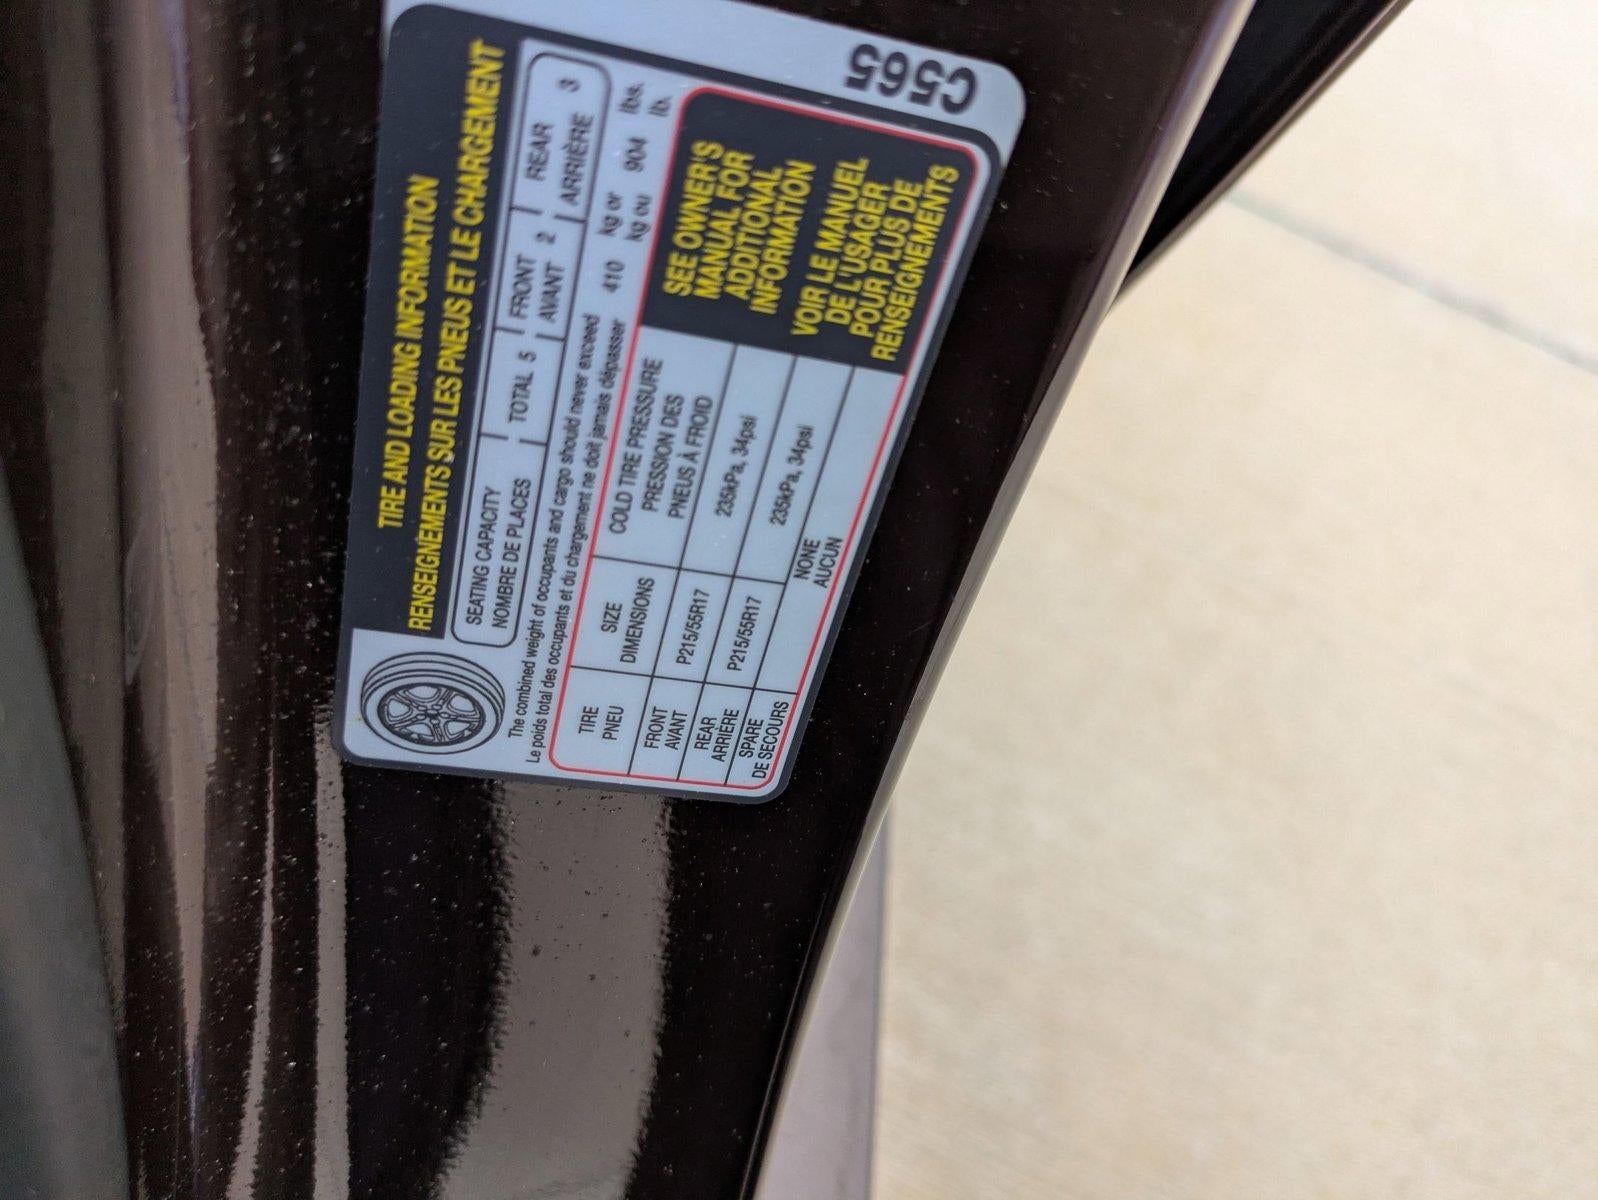 TIRE AND LOADING INFORMATION
RENSEIGNEMENTS SUR LES PNEUS ET LE CHARGEMENT
SEATING CAPACITY
NOMBRE DE PLACES
TOTAL 5
FRONT
AVANT 2
REAR
ARRIÈRE 3
The combined weight of occupants and cargo should never exceed 410 kg or 904 lbs.
Le poids total des occupants et du chargement ne doit jamais dépasser kg ou lb.
TIRE
PNEU
SIZE
DIMENSIONS
COLD TIRE PRESSURE
PRESSION DES
PNEUS À FROID
FRONT
AVANT
P215/55R17
235kPa, 34psi
REAR
ARRIÈRE
P215/55R17
235kPa, 34psi
SPARE
DE SECOURS
NONE
AUCUN
SEE OWNER'S
MANUAL FOR
ADDITIONAL
INFORMATION
VOIR LE MANUEL
DE L'USAGER
POUR PLUS DE
RENSEIGNEMENTS
C565